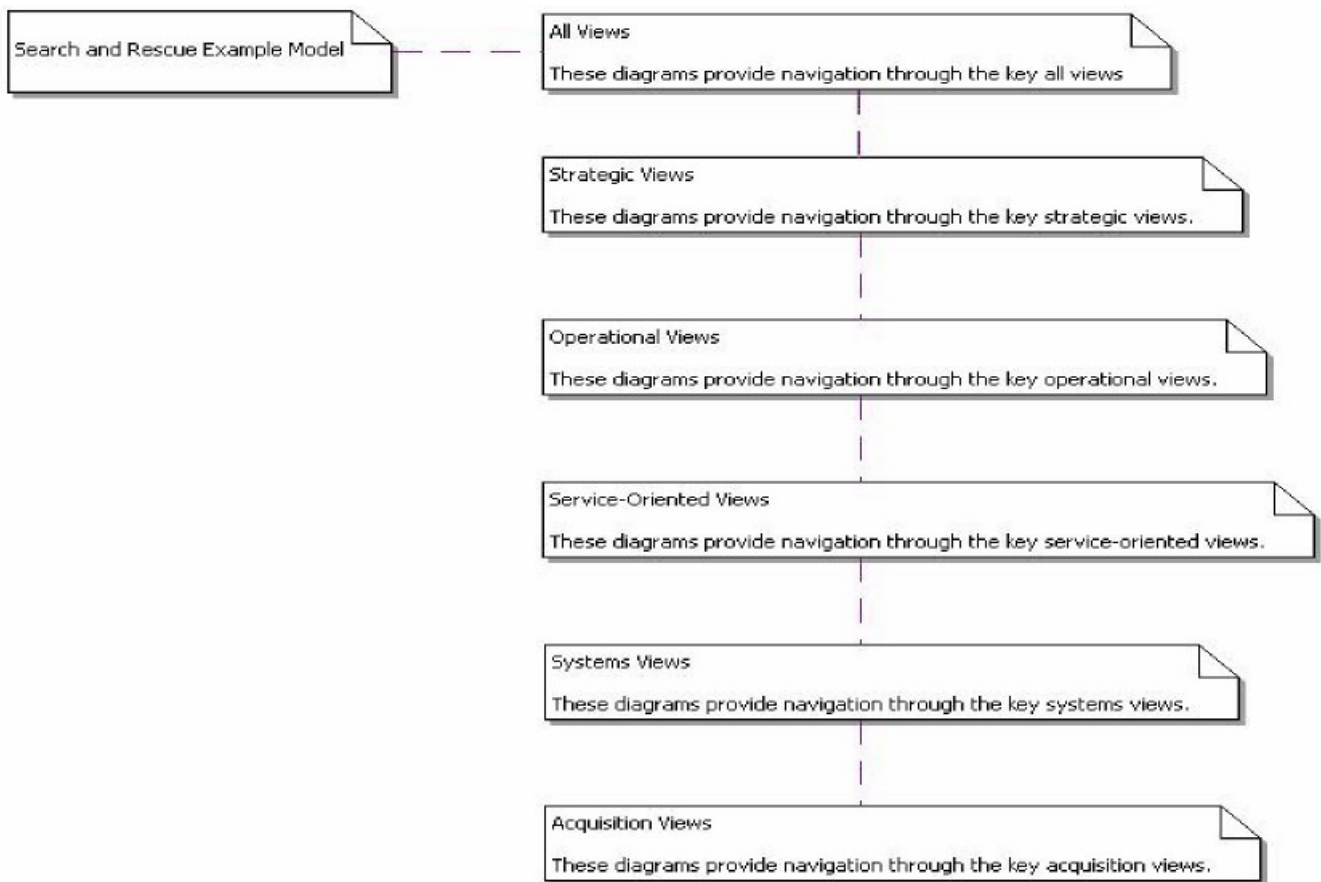 Search and Rescue Example Model
All Views
These diagrams provide navigation through the key all views
Strategic Views
These diagrams provide navigation through the key strategic views.
Operational Views
These diagrams provide navigation through the key operational views.
Service-Oriented Views
These diagrams provide navigation through the key service-oriented views.
Systems Views
These diagrams provide navigation through the key systems views.
Acquisition Views
These diagrams provide navigation through the key acquisition views.